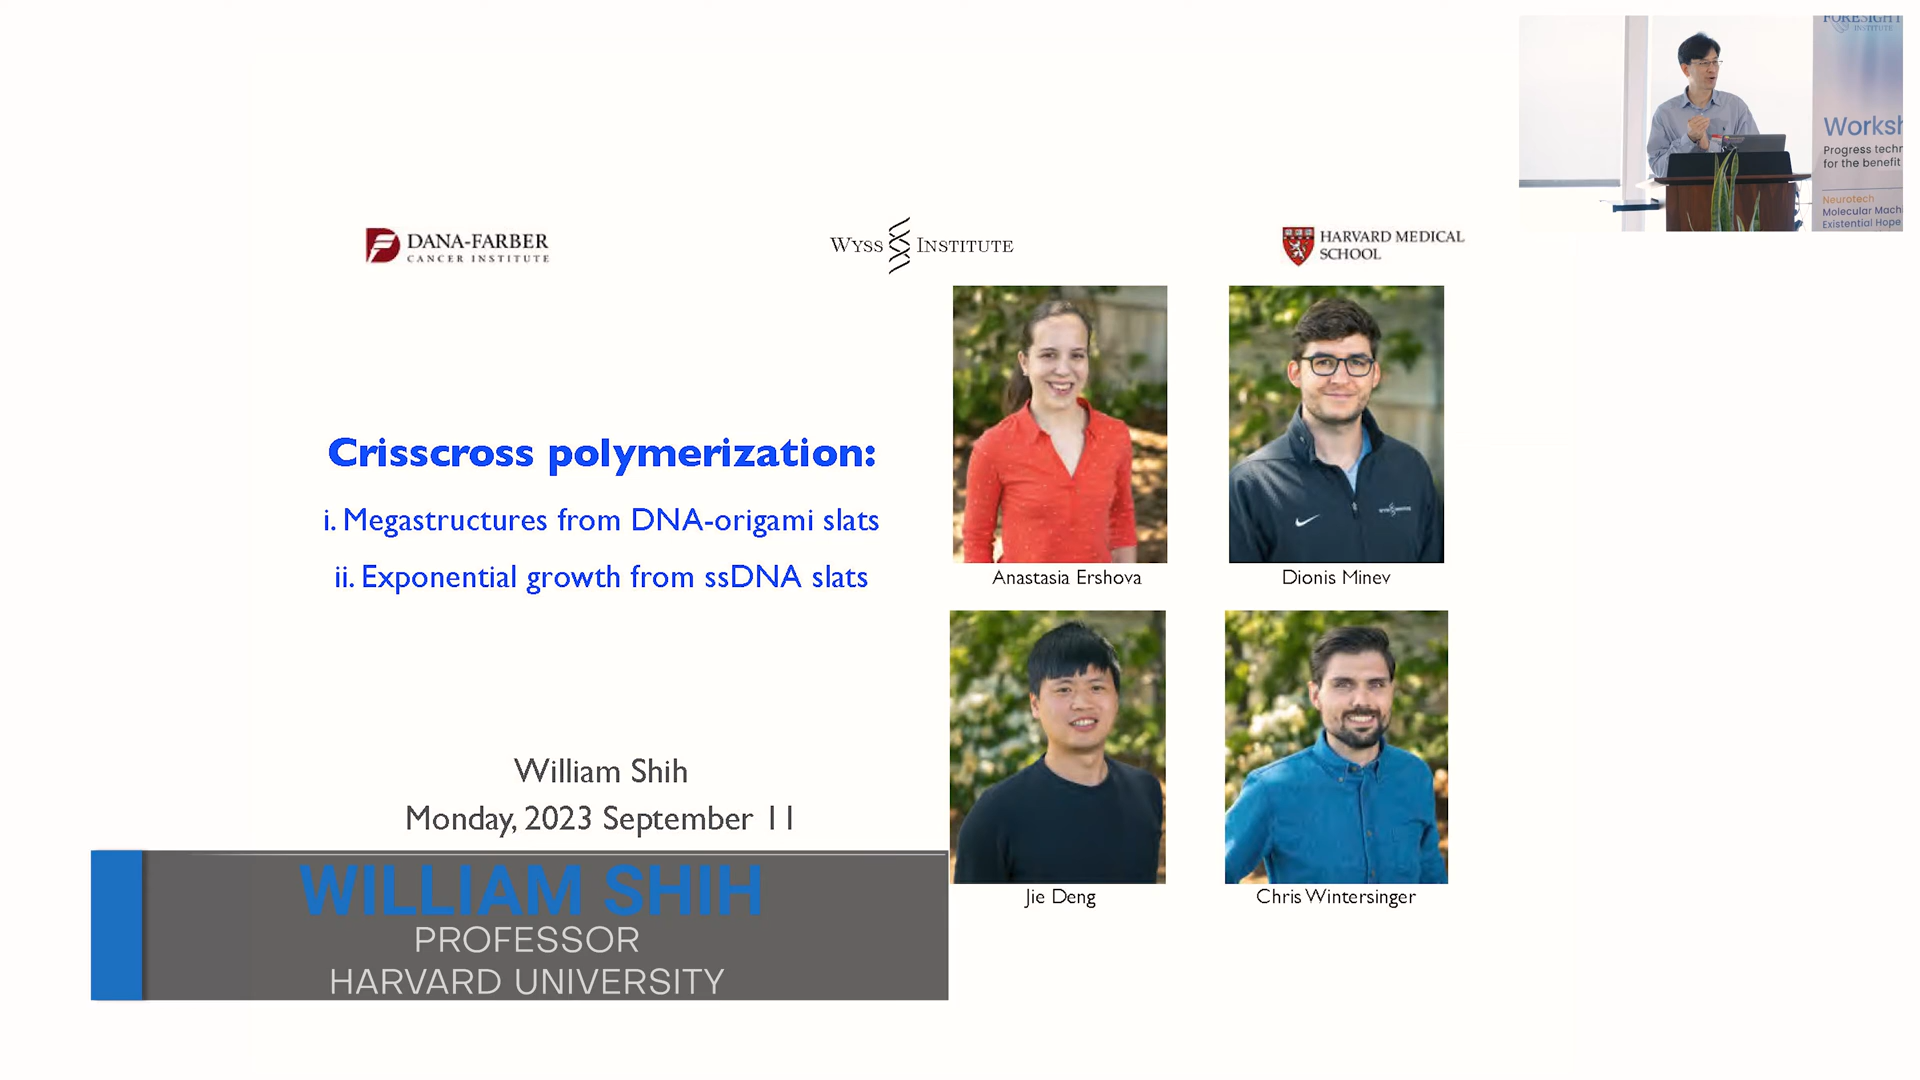 FORESIGHT
INSTITUTE
Worksh
Progress techn
for the benefit
Neurotech
Molecular Mach
Existential Hope
DANA-FARBER
CANCER INSTITUTE
WYSS INSTITUTE
HARVARD MEDICAL
SCHOOL
Crisscross polymerization:
i. Megastructures from DNA-origami slats
ii. Exponential growth from ssDNA slats
Anastasia Ershova
Dionis Minev
Jie Deng
Chris Wintersinger
William Shih
Monday, 2023 September 11
WILLIAM SHIH
PROFESSOR
HARVARD UNIVERSITY